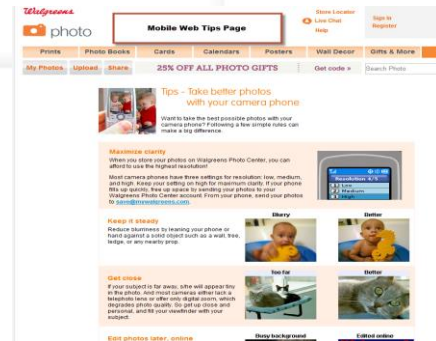 Walgreens
photo
Mobile Web Tips Page
Store Locator
Live Chat
Help
Sign In
Register
Prints Photo Books Cards Calendars Posters Wall Decor Gifts & More
My Photos Upload Share 25% OFF ALL PHOTO GIFTS Get code » Search Photo
Tips - Take better photos
with your camera phone
Want to take the best possible photos with your
camera phone? Following a few simple rules can
make a big difference.
Maximize clarity
When you store your photos on Walgreens Photo Center, you can
afford to use the highest resolution!
Most camera phones have three settings for resolution: low, medium,
and high. Keep your setting on high for maximum clarity. If your phone
fills up quickly, free up space by sending your photos to your
Walgreens Photo Center account. From your phone, send your photos
to save@mywalgreens.com.
Resolution 4/5
Low
Medium
High
Keep it steady
Reduce blurriness by leaning your phone or
hand against a solid object such as a wall, tree,
ledge, or any nearby prop.
Blurry
Better
Get close
If your subject is far away, s/he will appear tiny
in the photo. And most cameras either lack a
telephoto lens or offer only digital zoom, which
degrades photo quality. So get up close and
personal, and fill your viewfinder with your
subject.
Too far
Better
Edit photos later, online
Busy background
Edited online